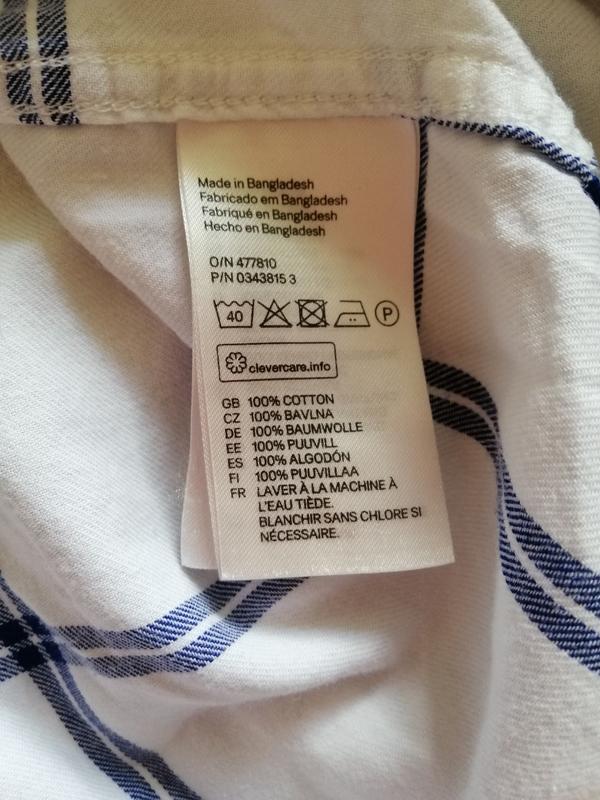 Made in Bangladesh
Fabricado em Bangladesh
Fabriqué en Bangladesh
Hecho en Bangladesh
O/N 477810
P/N 0343815 3
40
P
clevercare.info
GB 100% COTTON
CZ 100% BAVLNA
DE 100% BAUMWOLLE
EE 100% PUUVILL
ES 100% ALGODÓN
FI 100% PUUVILLAA
FR LAVER À LA MACHINE À
L'EAU TIÈDE.
BLANCHIR SANS CHLORE SI
NÉCESSAIRE.